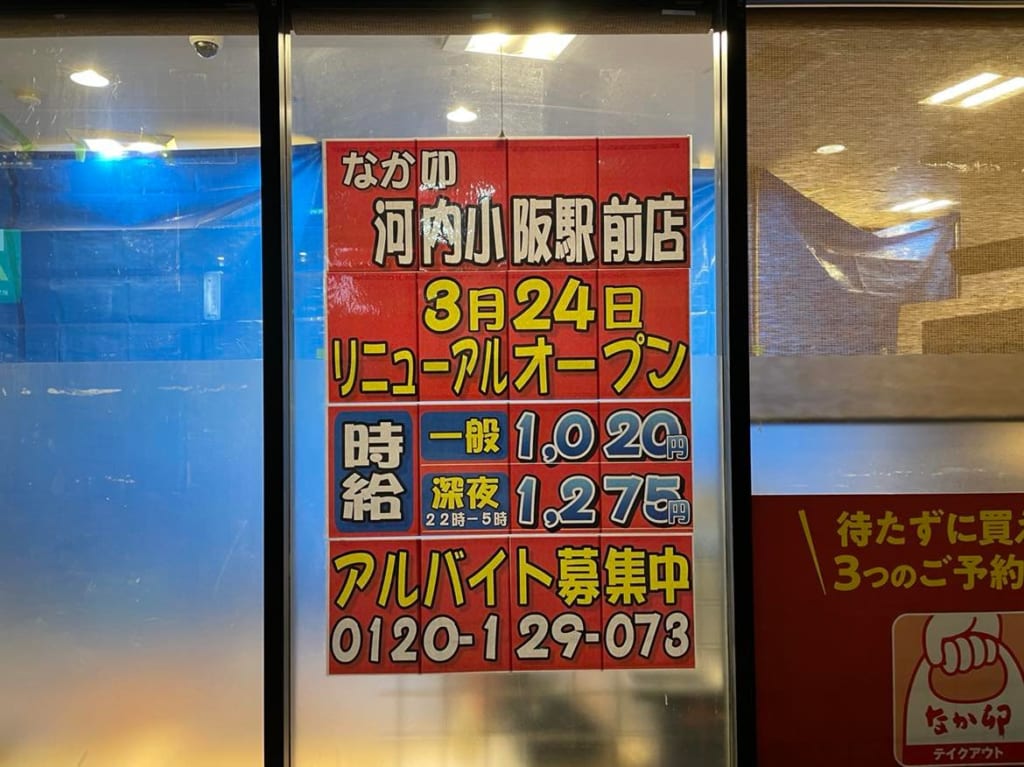 なか卯
河内小阪駅前店
3月24日
リニューアルオープン
時給
一般 1,020円
深夜 1,275円
22時-5時
アルバイト募集中
0120-129-073
待たずに買え
3つのご予約
なか卯
テイクアウト